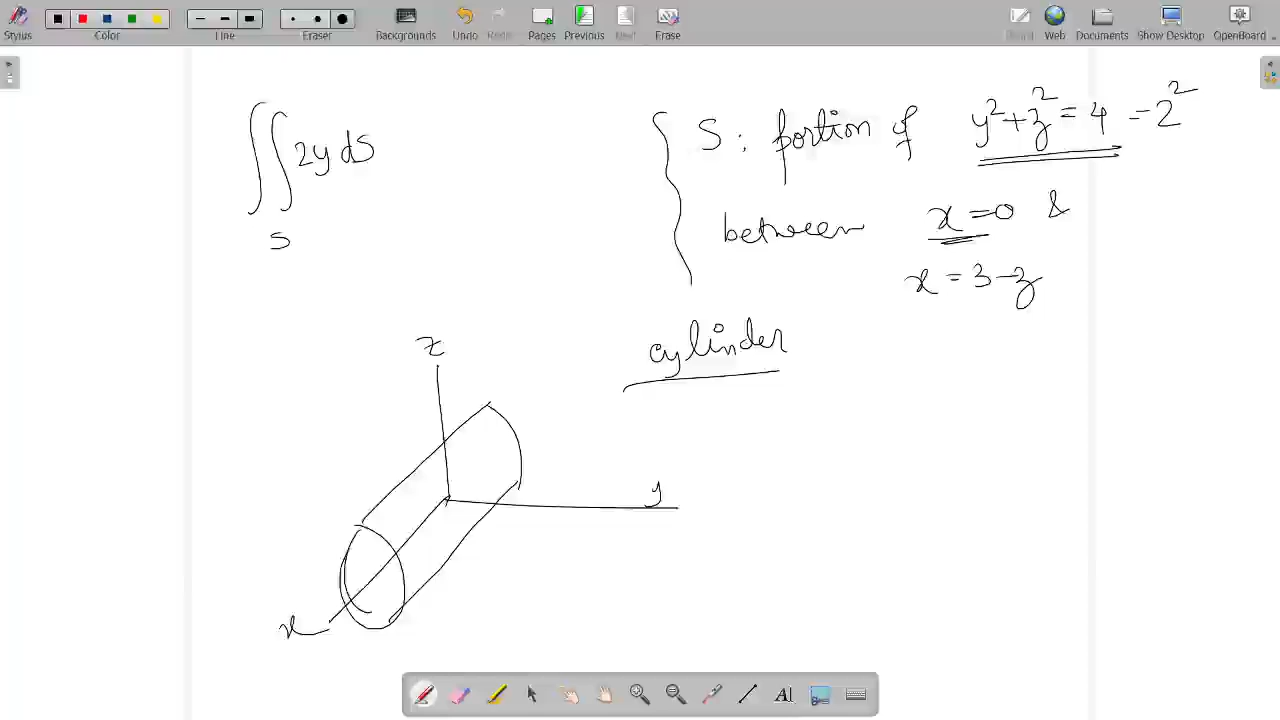 Stylus Color Line Eraser Backgrounds Undo Redo Pages Previous Next Erase Board Web Documents Show Desktop OpenBoard
∬ 2y dS
S
S: portion of y²+z²=4 = 2²
between x=0 &
x = 3-z
cylinder
z
y
x